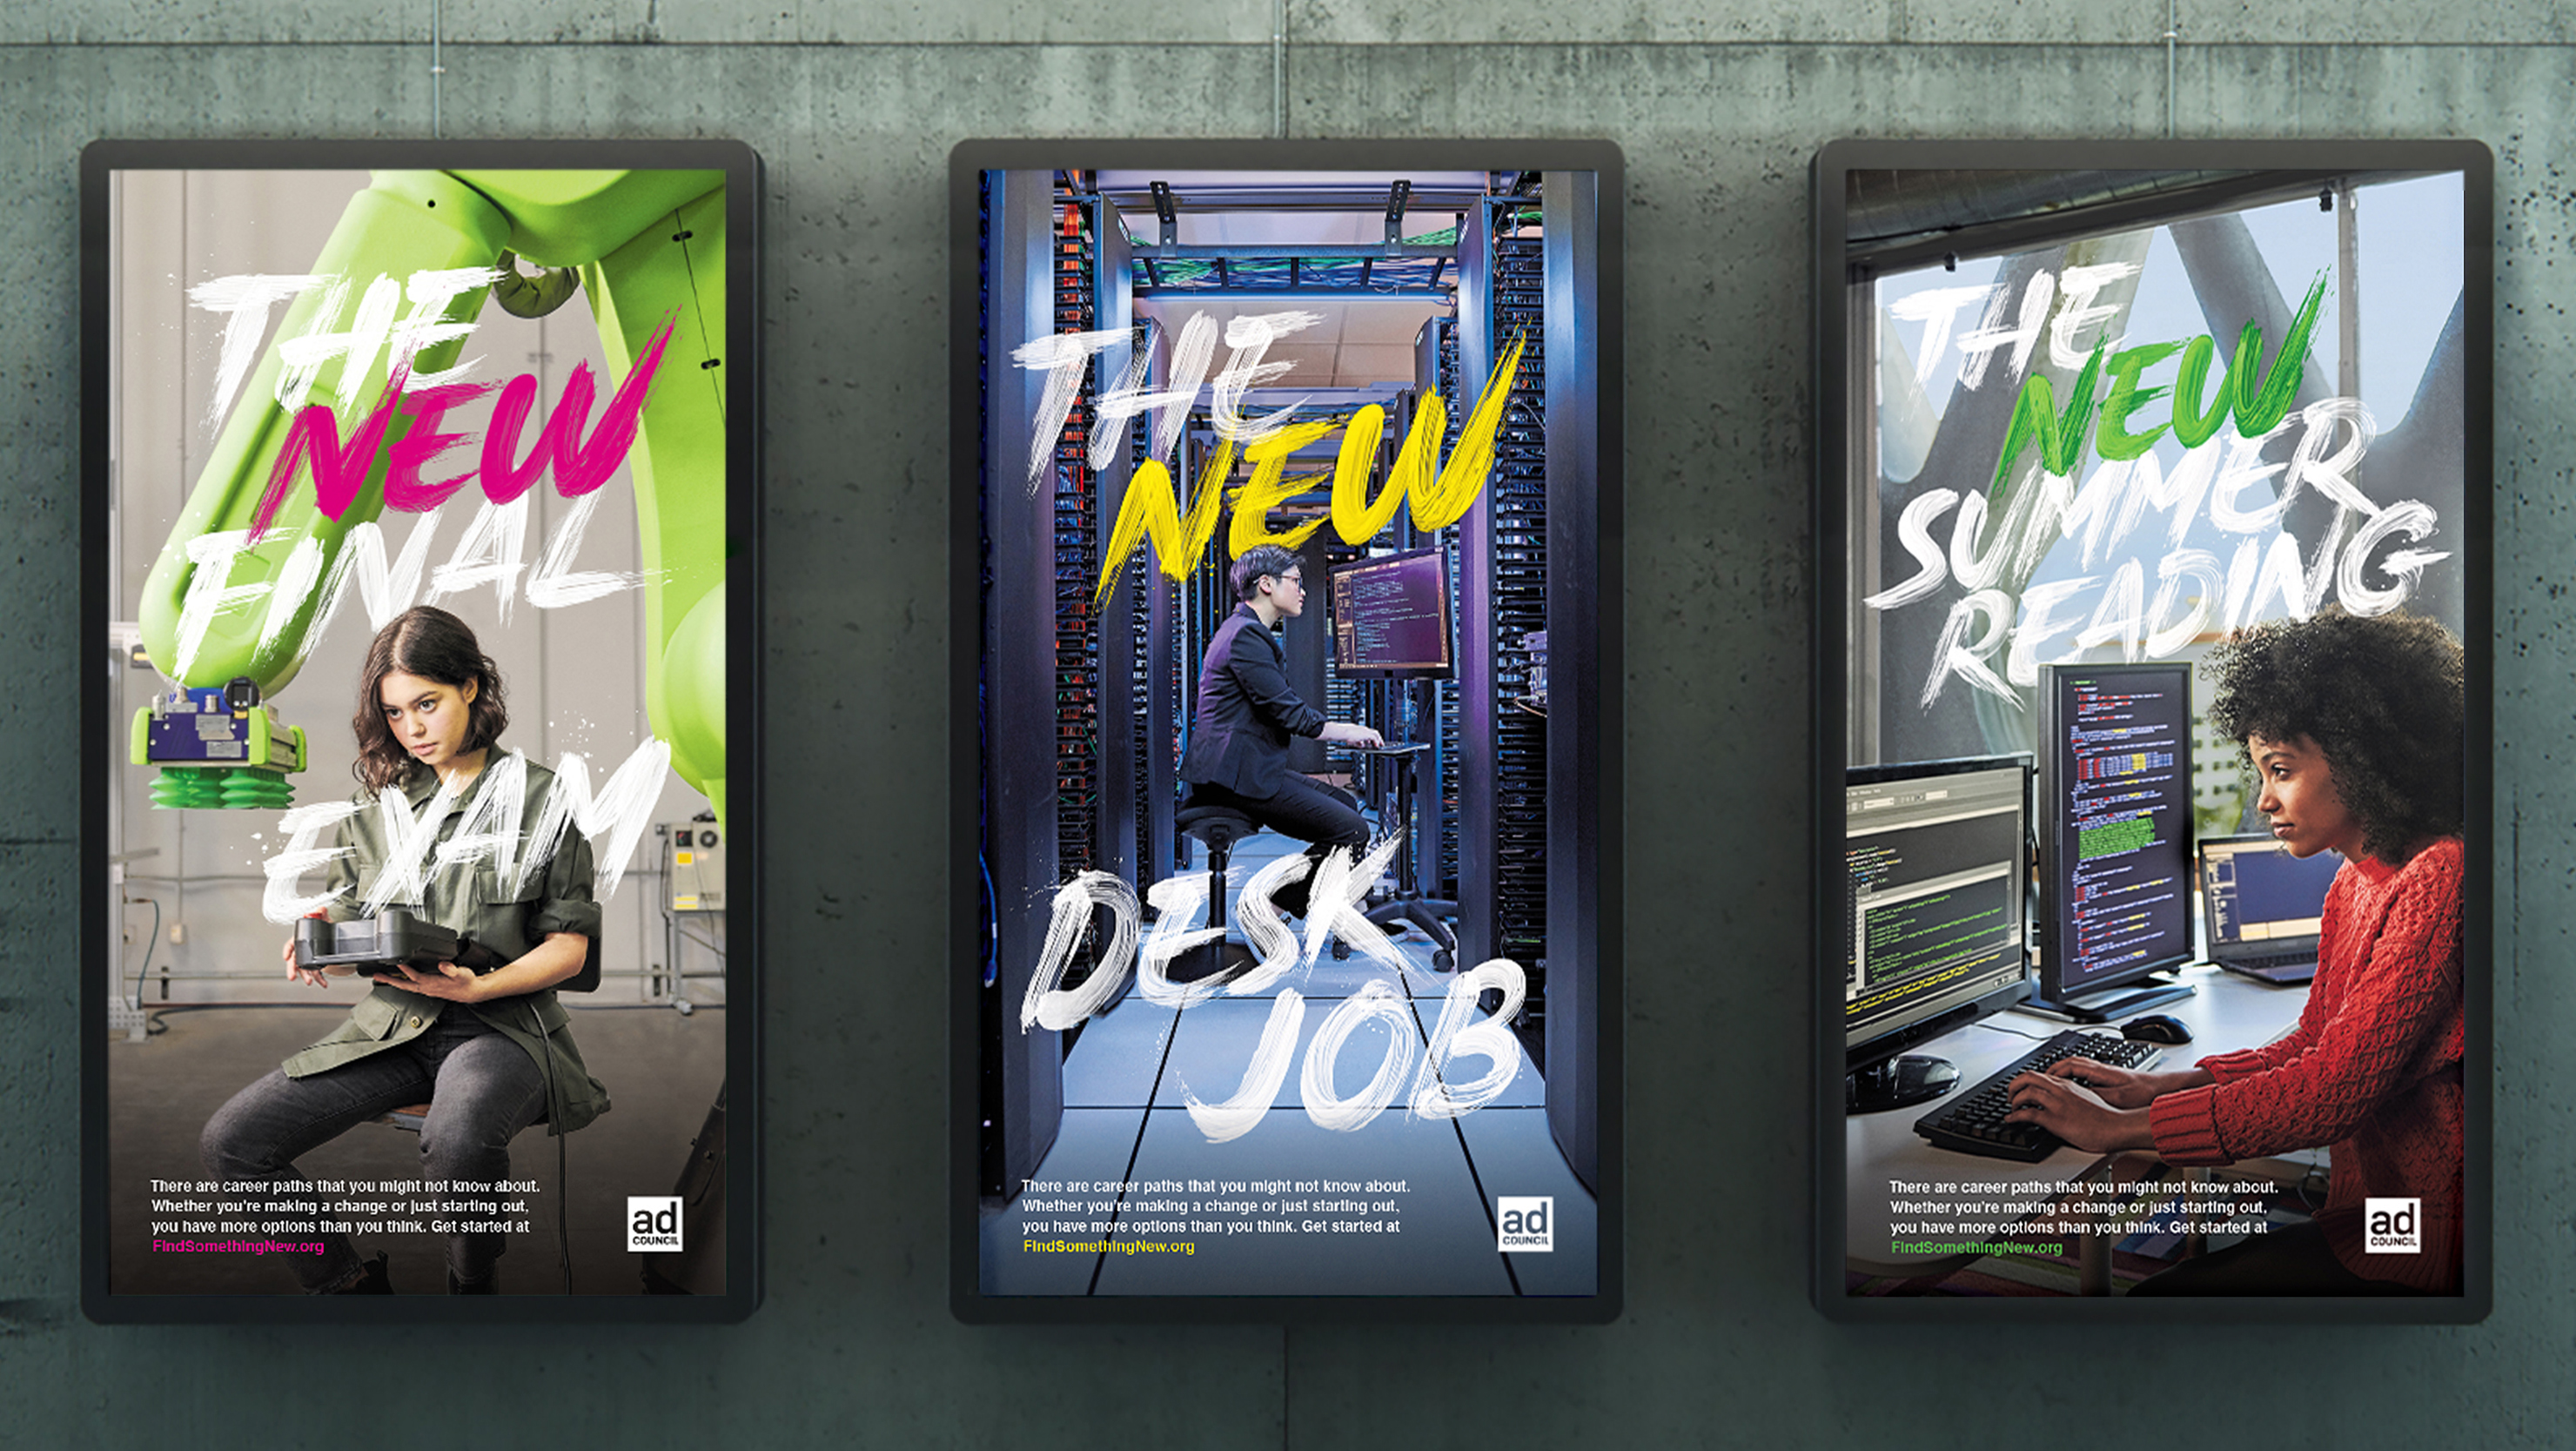 THE
NEW
FINAL
EXAM
There are career paths that you might not know about.
Whether you're making a change or just starting out,
you have more options than you think. Get started at
FindSomethingNew.org
ad
COUNCIL
THE
NEW
DESK
JOB
There are career paths that you might not know about.
Whether you're making a change or just starting out,
you have more options than you think. Get started at
FindSomethingNew.org
ad
COUNCIL
THE
NEW
SUMMER
READING
There are career paths that you might not know about.
Whether you're making a change or just starting out,
you have more options than you think. Get started at
FindSomethingNew.org
ad
COUNCIL